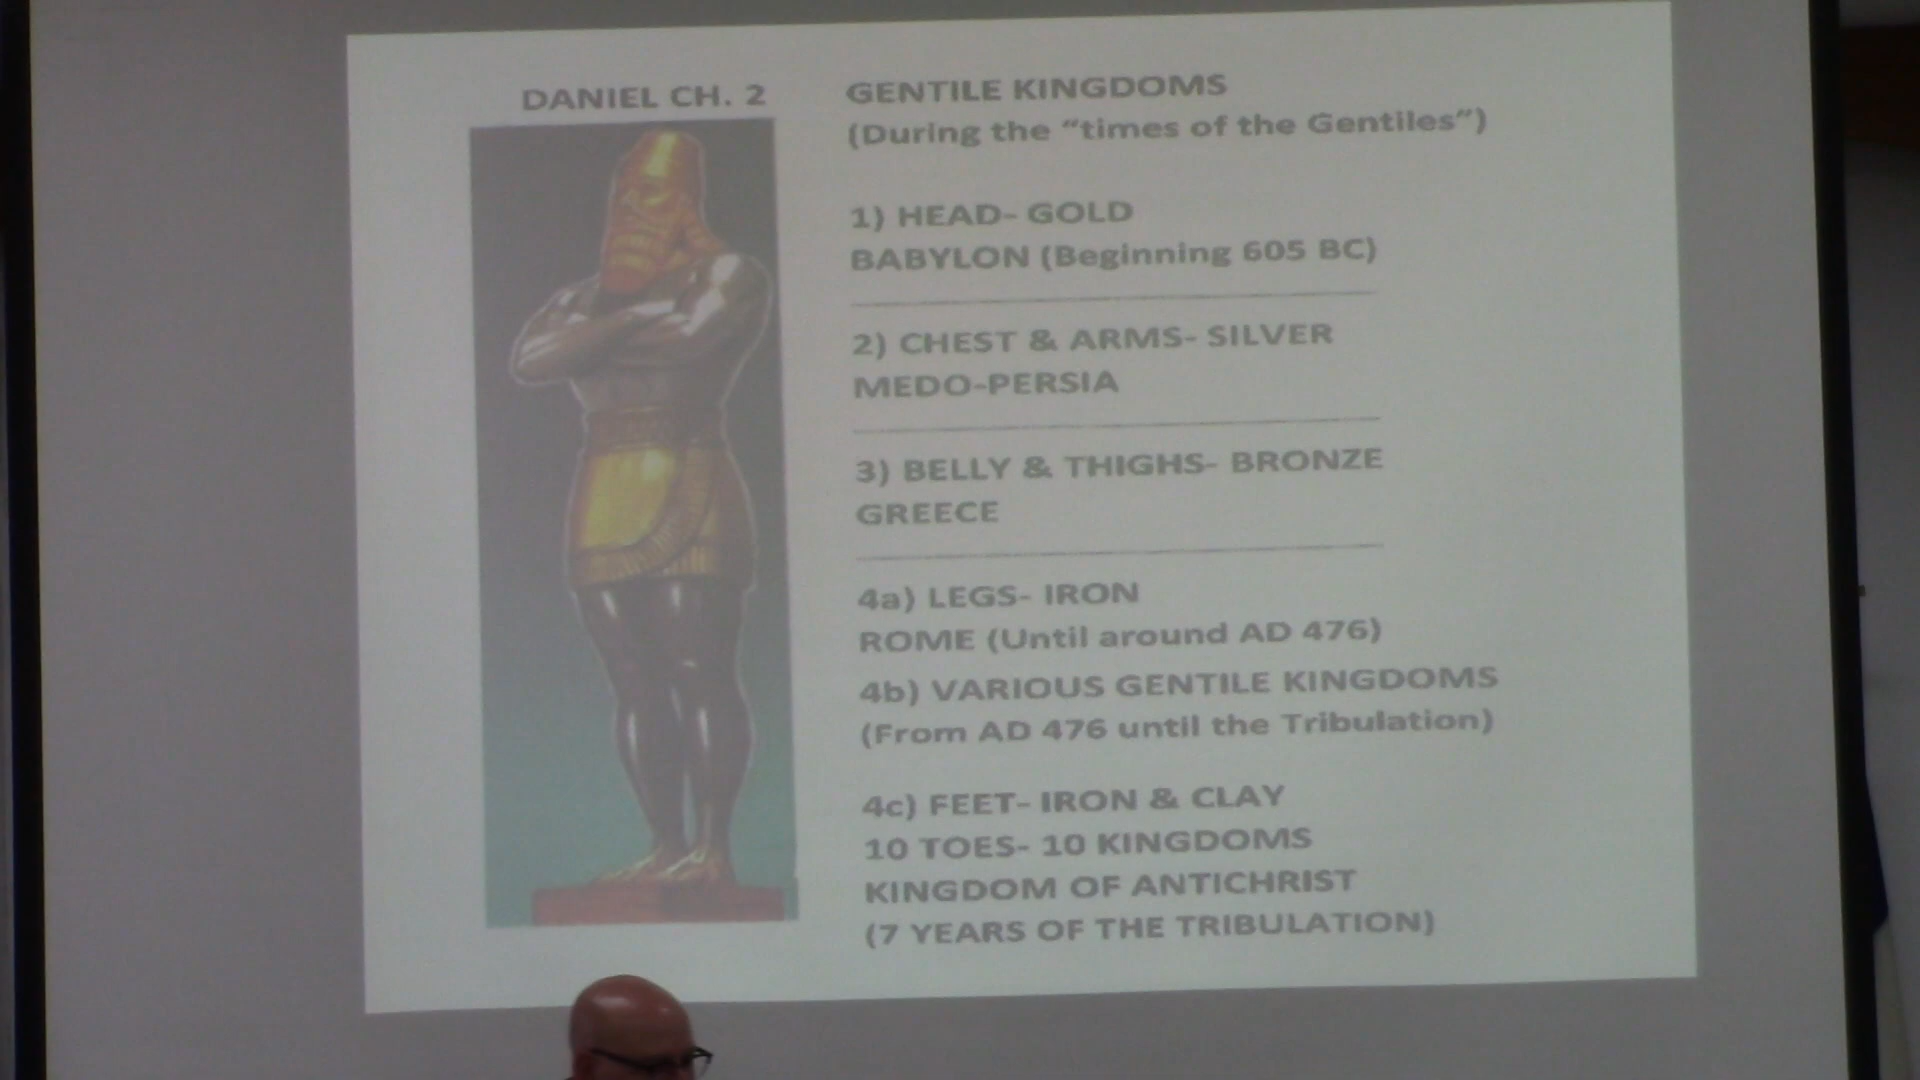 DANIEL CH. 2
GENTILE KINGDOMS
(During the “times of the Gentiles”)
1) HEAD- GOLD
BABYLON (Beginning 605 BC)
2) CHEST & ARMS- SILVER
MEDO-PERSIA
3) BELLY & THIGHS- BRONZE
GREECE
4a) LEGS- IRON
ROME (Until around AD 476)
4b) VARIOUS GENTILE KINGDOMS
(From AD 476 until the Tribulation)
4c) FEET- IRON & CLAY
10 TOES- 10 KINGDOMS
KINGDOM OF ANTICHRIST
(7 YEARS OF THE TRIBULATION)